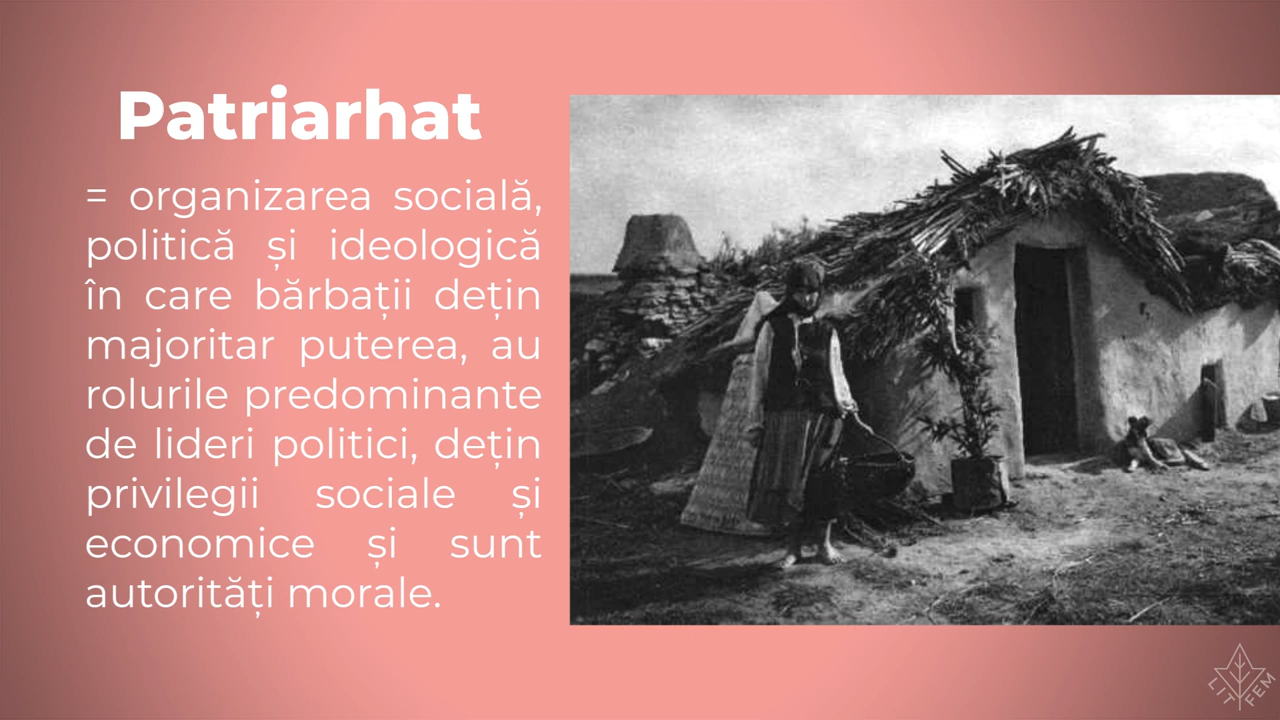 Patriarhat
= organizarea socială,
politică și ideologică
în care bărbații dețin
majoritar puterea, au
rolurile predominante
de lideri politici, dețin
privilegii sociale și
economice și sunt
autorități morale.
LIT FEM